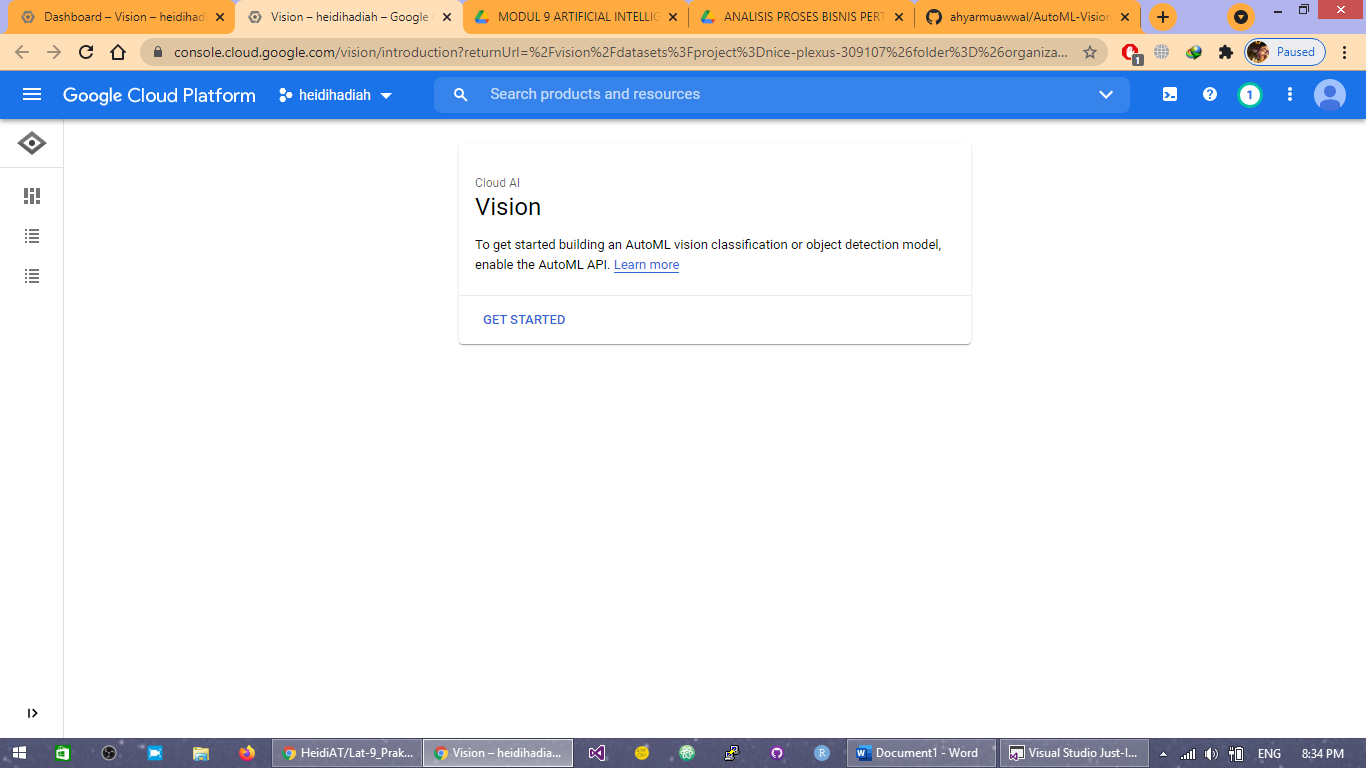 Dashboard – Vision – heidihadi
Vision – heidihadiah – Google
MODUL 9 ARTIFICIAL INTELLIG
ANALISIS PROSES BISNIS PERT
ahyarmuawwal/AutoML-Vision
console.cloud.google.com/vision/introduction?returnUrl=%2Fvision%2Fdatasets%3Fproject%3Dnice-plexus-309107%26folder%3D%26organiza...
1
Paused
Google Cloud Platform
heidihadiah
Search products and resources
1
Cloud AI
Vision
To get started building an AutoML vision classification or object detection model,
enable the AutoML API. Learn more
GET STARTED
HeidiAT/Lat-9_Prak...
Vision – heidihadia...
Document1 - Word
Visual Studio Just-I...
ENG
8:34 PM